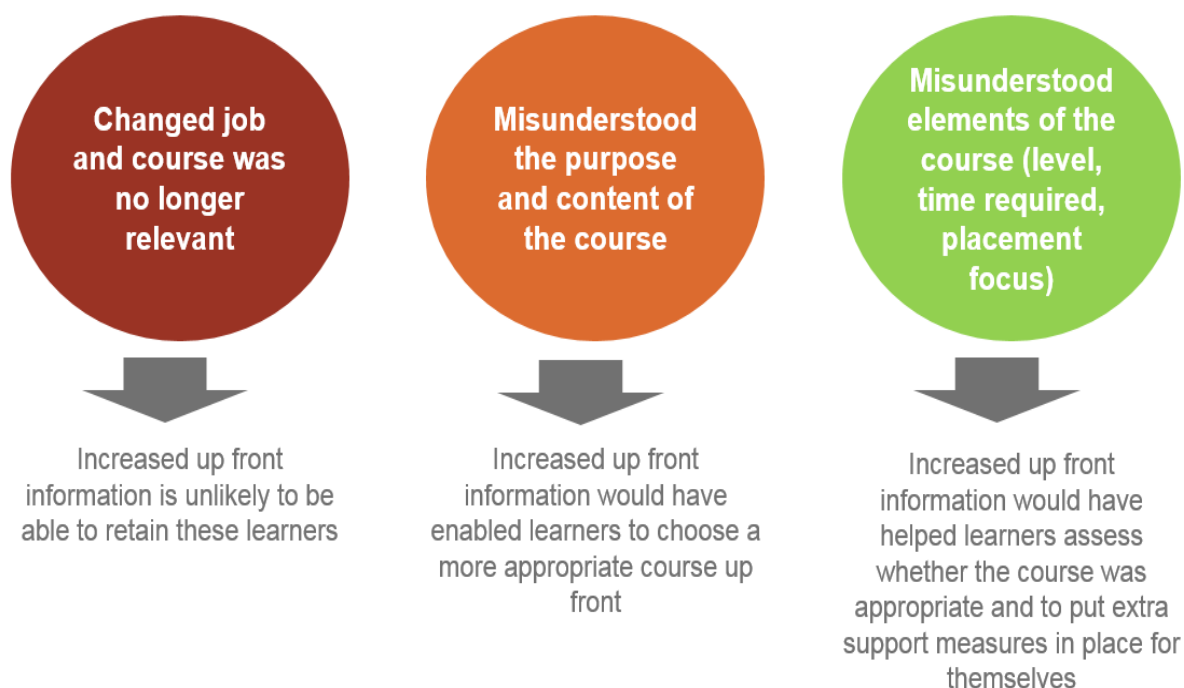 Changed job
and course was
no longer
relevant
Increased up front
information is unlikely to be
able to retain these learners
Misunderstood
the purpose
and content of
the course
Increased up front
information would have
enabled learners to choose a
more appropriate course up
front
Misunderstood
elements of the
course (level,
time required,
placement
focus)
Increased up front
information would have
helped learners assess
whether the course was
appropriate and to put extra
support measures in place for
themselves